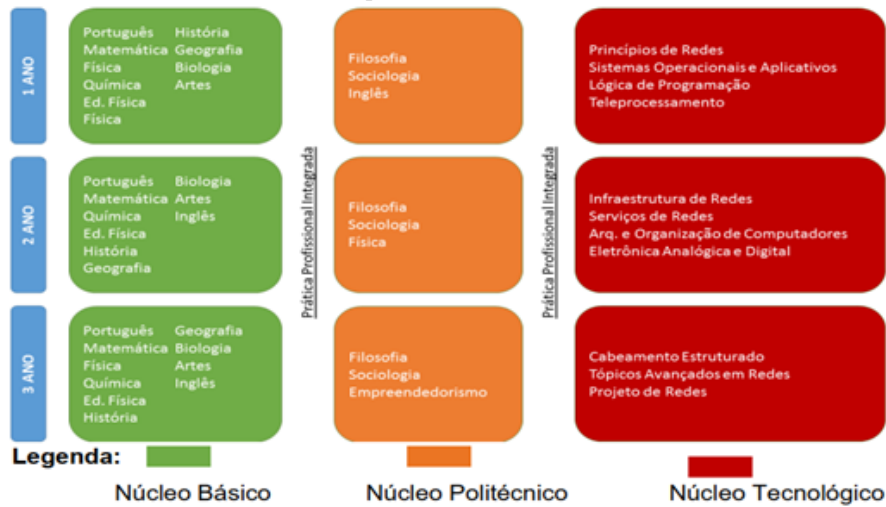 1 ANO
Português História
Matemática Geografia
Física Biologia
Química Artes
Ed. Física
Física
Filosofia
Sociologia
Inglês
Princípios de Redes
Sistemas Operacionais e Aplicativos
Lógica de Programação
Teleprocessamento
Prática Profissional Integrada
Prática Profissional Integrada
2 ANO
Português Biologia
Matemática Artes
Química Inglês
Ed. Física
História
Geografia
Filosofia
Sociologia
Física
Infraestrutura de Redes
Serviços de Redes
Arq. e Organização de Computadores
Eletrônica Analógica e Digital
3 ANO
Português Geografia
Matemática Biologia
Física Artes
Química Inglês
Ed. Física
História
Filosofia
Sociologia
Empreendedorismo
Cabeamento Estruturado
Tópicos Avançados em Redes
Projeto de Redes
Legenda:
Núcleo Básico
Núcleo Politécnico
Núcleo Tecnológico